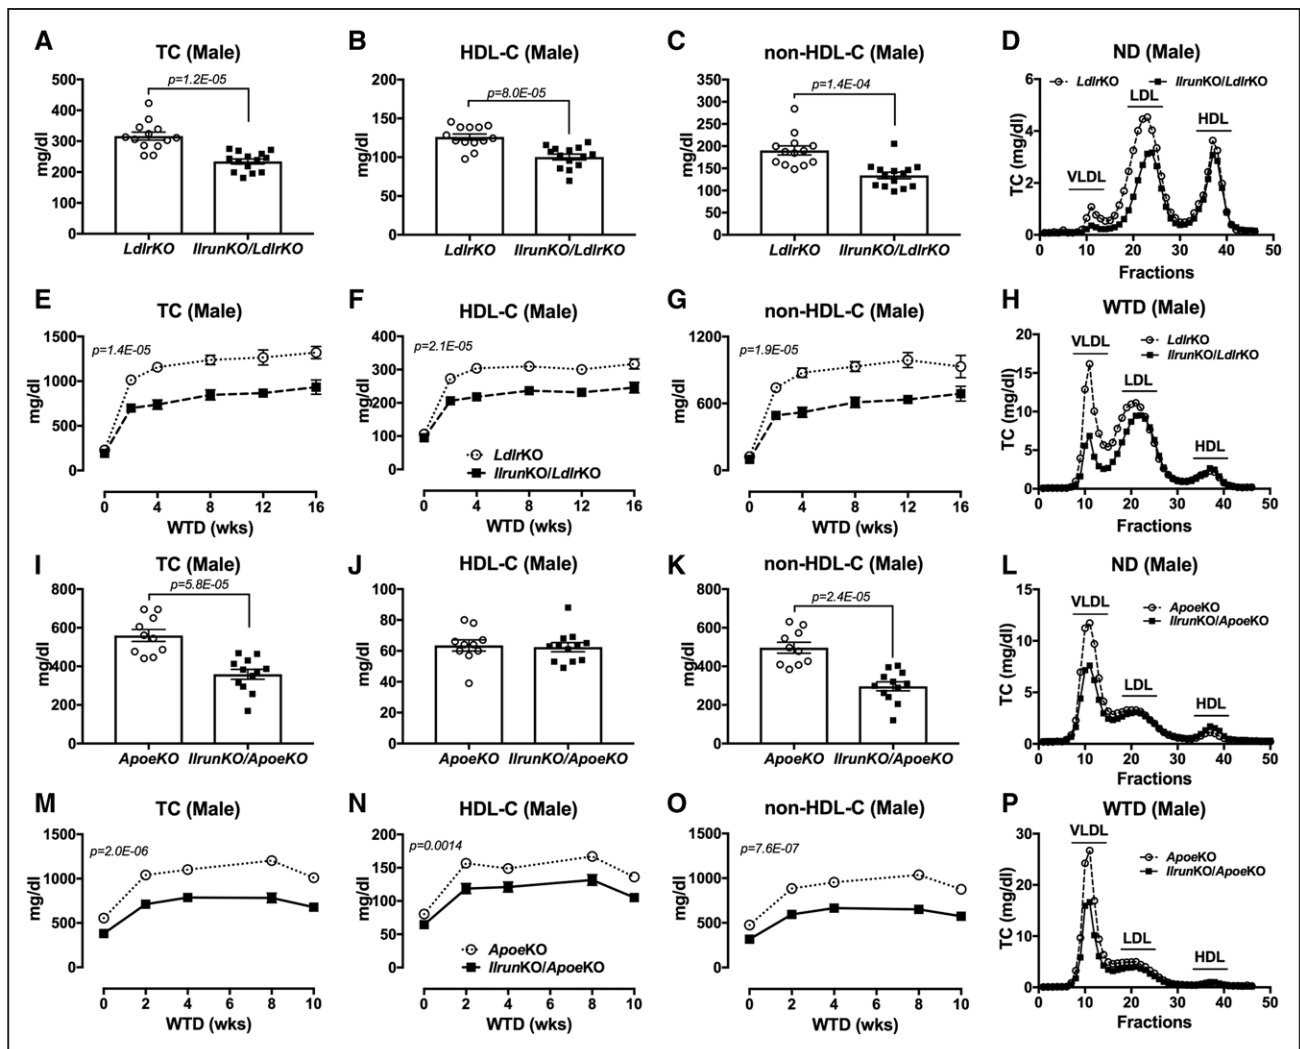 A TC (Male)
500
400
300
200
100
0
mg/dl
p=1.2E-05
LdlrKO IlrunKO/LdlrKO
B HDL-C (Male)
200
150
100
50
0
mg/dl
p=8.0E-05
LdlrKO IlrunKO/LdlrKO
C non-HDL-C (Male)
350
300
250
200
150
100
50
0
mg/dl
p=1.4E-04
LdlrKO IlrunKO/LdlrKO
D ND (Male)
6
4
2
0
TC (mg/dl)
LdlrKO IlrunKO/LdlrKO
VLDL LDL HDL
0 10 20 30 40 50
Fractions
E TC (Male)
1500
1000
500
0
mg/dl
p=1.4E-05
0 4 8 12 16
WTD (wks)
F HDL-C (Male)
400
300
200
100
0
mg/dl
p=2.1E-05
LdlrKO
IlrunKO/LdlrKO
0 4 8 12 16
WTD (wks)
G non-HDL-C (Male)
1200
600
0
mg/dl
p=1.9E-05
0 4 8 12 16
WTD (wks)
H WTD (Male)
20
15
10
5
0
TC (mg/dl)
LdlrKO
IlrunKO/LdlrKO
VLDL LDL HDL
0 10 20 30 40 50
Fractions
I TC (Male)
800
600
400
200
0
mg/dl
p=5.8E-05
ApoeKO IlrunKO/ApoeKO
J HDL-C (Male)
100
80
60
40
20
0
mg/dl
ApoeKO IlrunKO/ApoeKO
K non-HDL-C (Male)
800
600
400
200
0
mg/dl
p=2.4E-05
ApoeKO IlrunKO/ApoeKO
L ND (Male)
15
10
5
0
TC (mg/dl)
ApoeKO
IlrunKO/ApoeKO
VLDL LDL HDL
0 10 20 30 40 50
Fractions
M TC (Male)
1500
1000
500
0
mg/dl
p=2.0E-06
0 2 4 6 8 10
WTD (wks)
N HDL-C (Male)
200
150
100
50
0
mg/dl
p=0.0014
ApoeKO
IlrunKO/ApoeKO
0 2 4 6 8 10
WTD (wks)
O non-HDL-C (Male)
1500
1000
500
0
mg/dl
p=7.6E-07
0 2 4 6 8 10
WTD (wks)
P WTD (Male)
30
20
10
0
TC (mg/dl)
ApoeKO
IlrunKO/ApoeKO
VLDL LDL HDL
0 10 20 30 40 50
Fractions